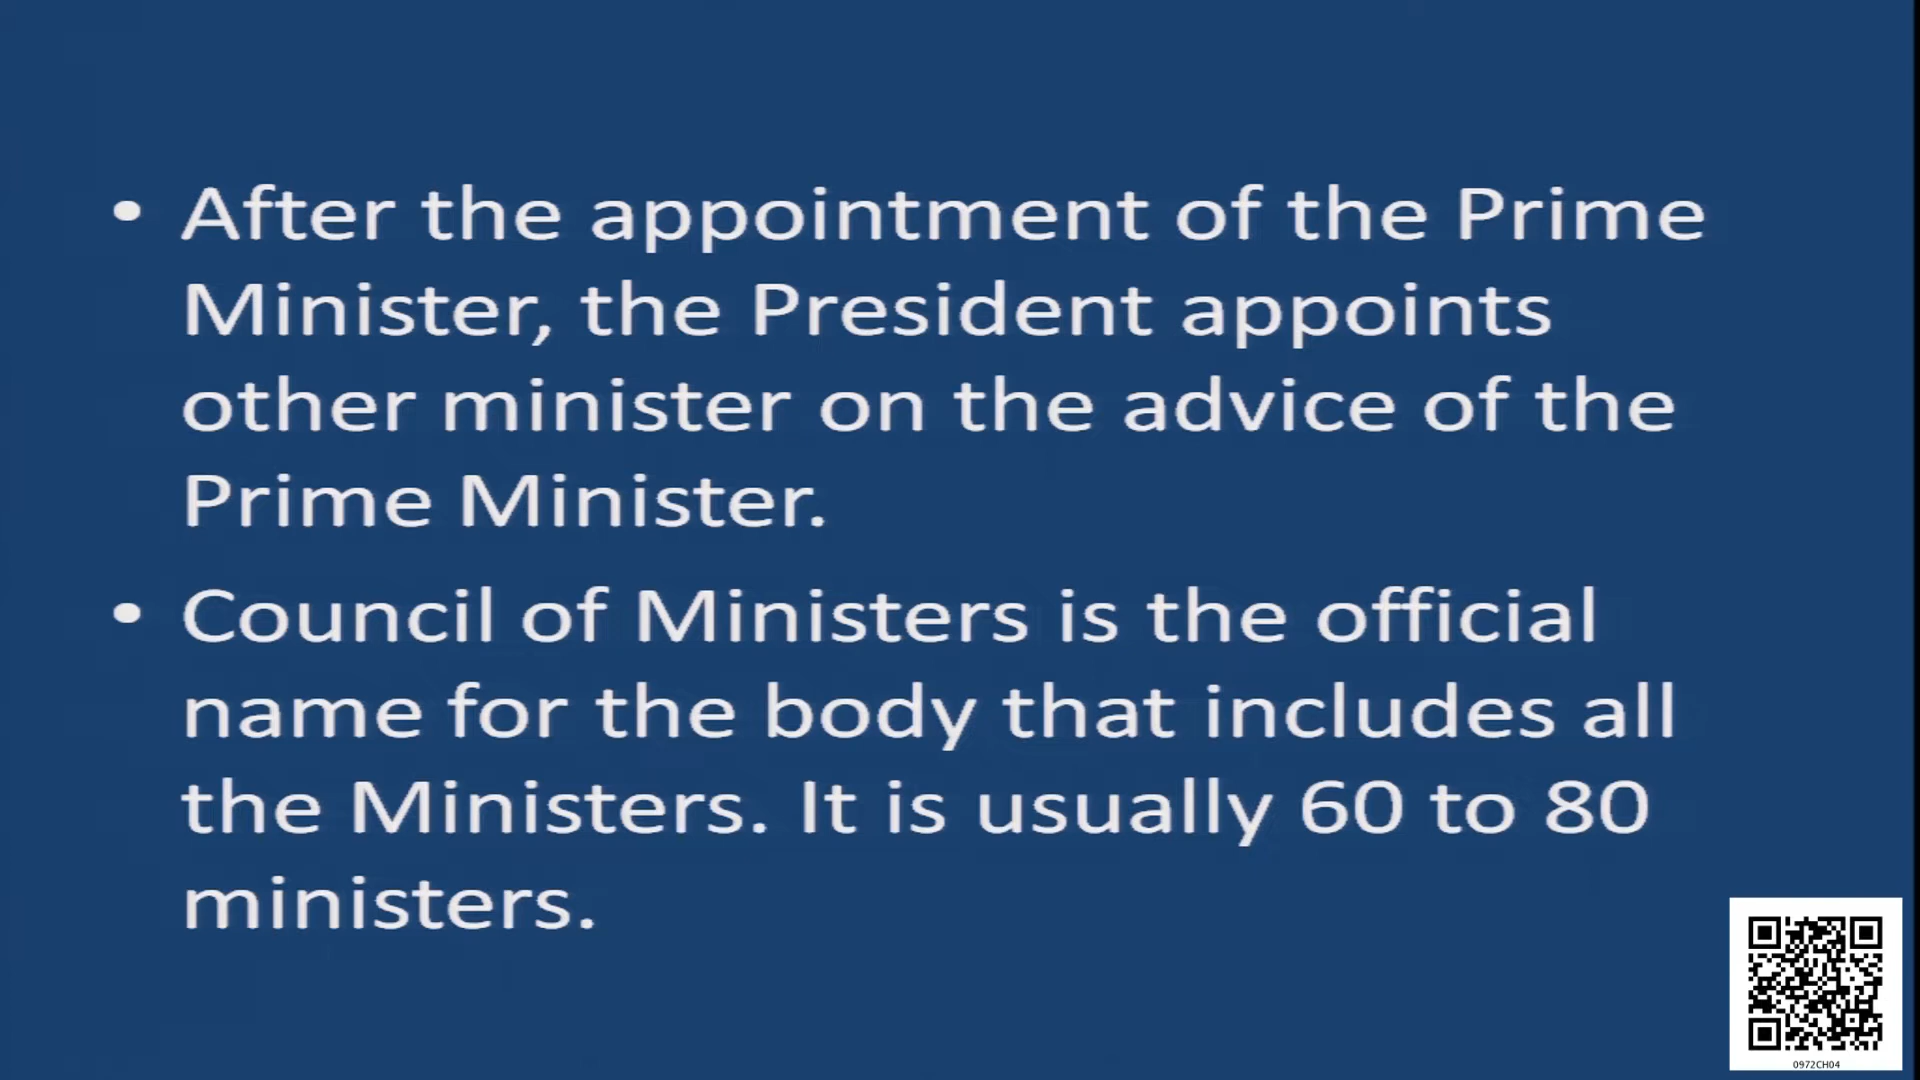 • After the appointment of the Prime
Minister, the President appoints
other minister on the advice of the
Prime Minister.
• Council of Ministers is the official
name for the body that includes all
the Ministers. It is usually 60 to 80
ministers.
0972CH04